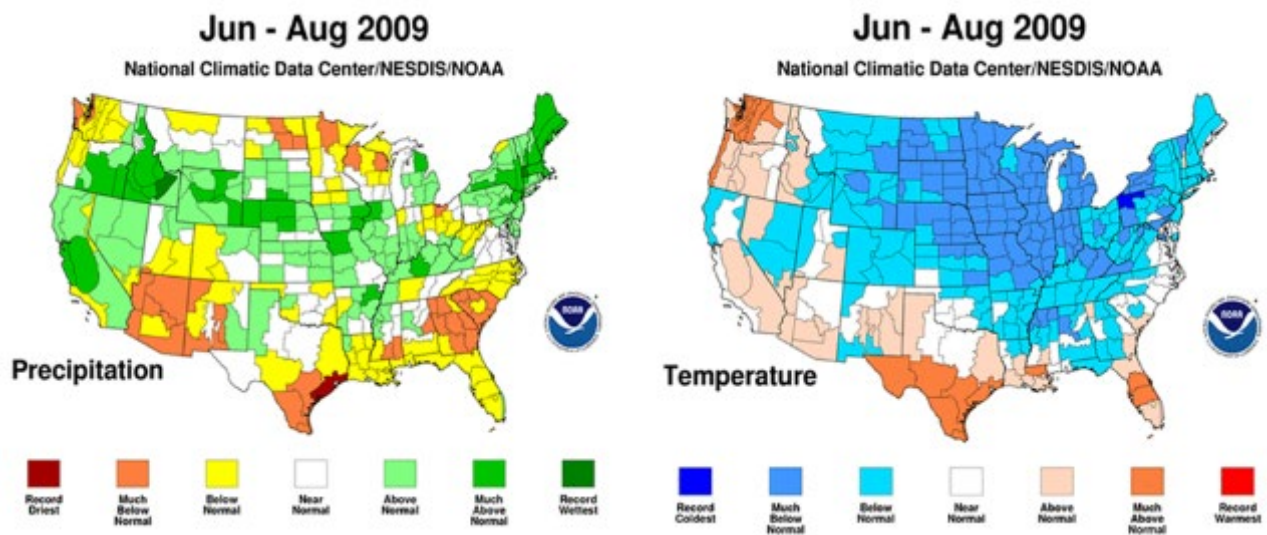 Jun - Aug 2009
National Climatic Data Center/NESDIS/NOAA
NOAA
Precipitation
Record
Driest
Much
Below
Normal
Below
Normal
Near
Normal
Above
Normal
Much
Above
Normal
Record
Wettest
Jun - Aug 2009
National Climatic Data Center/NESDIS/NOAA
NOAA
Temperature
Record
Coldest
Much
Below
Normal
Below
Normal
Near
Normal
Above
Normal
Much
Above
Normal
Record
Warmest